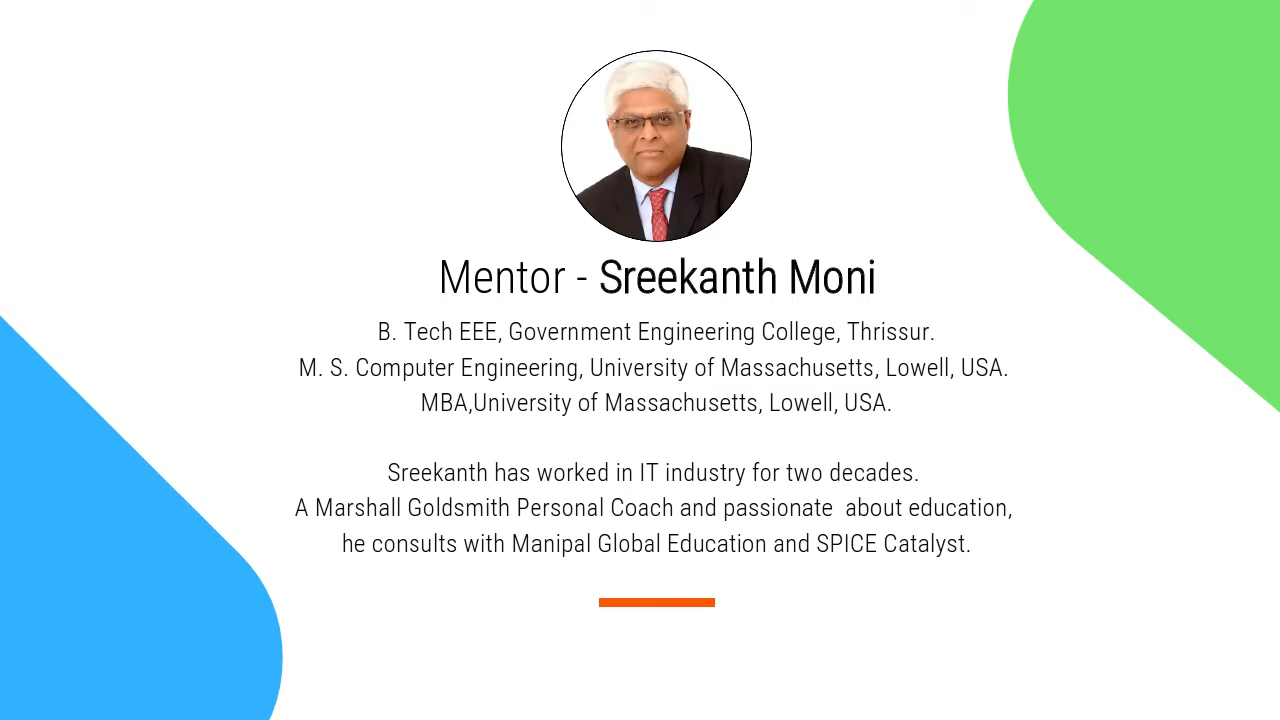 Mentor - Sreekanth Moni
B. Tech EEE, Government Engineering College, Thrissur.
M. S. Computer Engineering, University of Massachusetts, Lowell, USA.
MBA,University of Massachusetts, Lowell, USA.
Sreekanth has worked in IT industry for two decades.
A Marshall Goldsmith Personal Coach and passionate  about education,
he consults with Manipal Global Education and SPICE Catalyst.